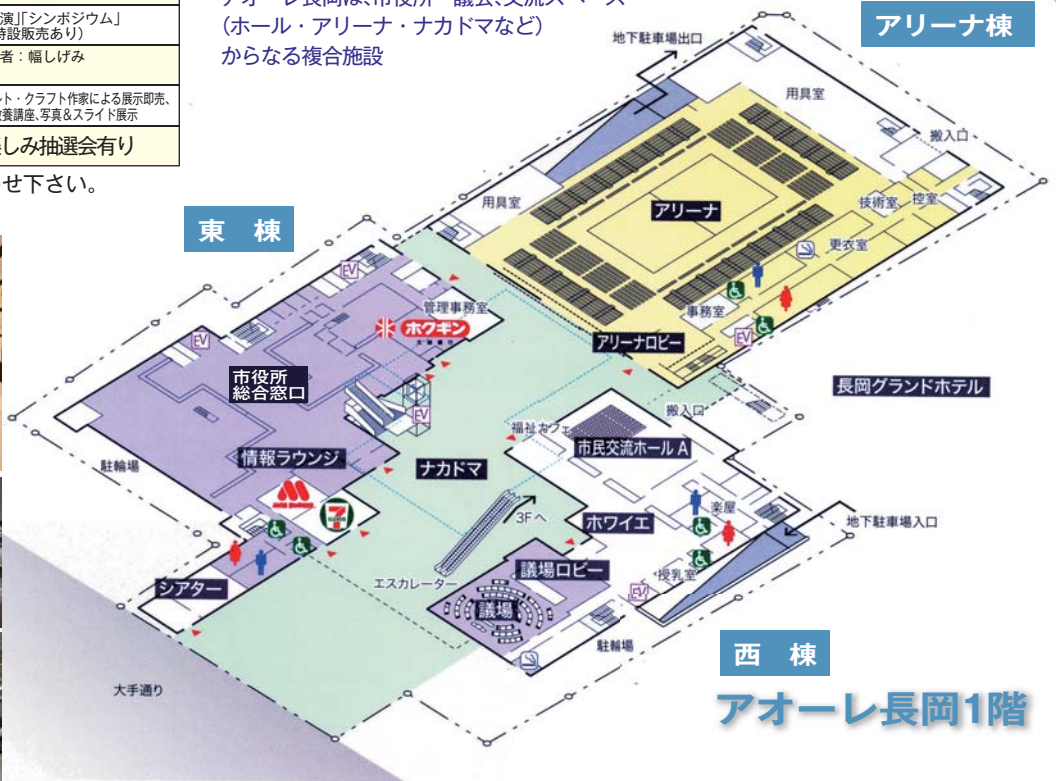 演」「シンポジウム」
特設販売あり）
者：幅しげみ
ト・クラフト作家による展示即売、
教養講座、写真&スライド展示
しみ抽選会有り
せ下さい。
（ホール・アリーナ・ナカドマなど）
からなる複合施設
アリーナ棟
地下駐車場出口
用具室
搬入口
用具室
アリーナ
技術室
控室
更衣室
東 棟
EV
管理事務室
ホクギン
事務室
EV
アリーナロビー
EV
市役所
総合窓口
長岡グランドホテル
EV
搬入口
福祉カフェ
市民交流ホール A
駐輪場
情報ラウンジ
ナカドマ
楽屋
3Fへ
ホワイエ
地下駐車場入口
7
エスカレーター
議場ロビー
授乳室
シアター
EV
議場
駐輪場
西 棟
大手通り
アオーレ長岡1階